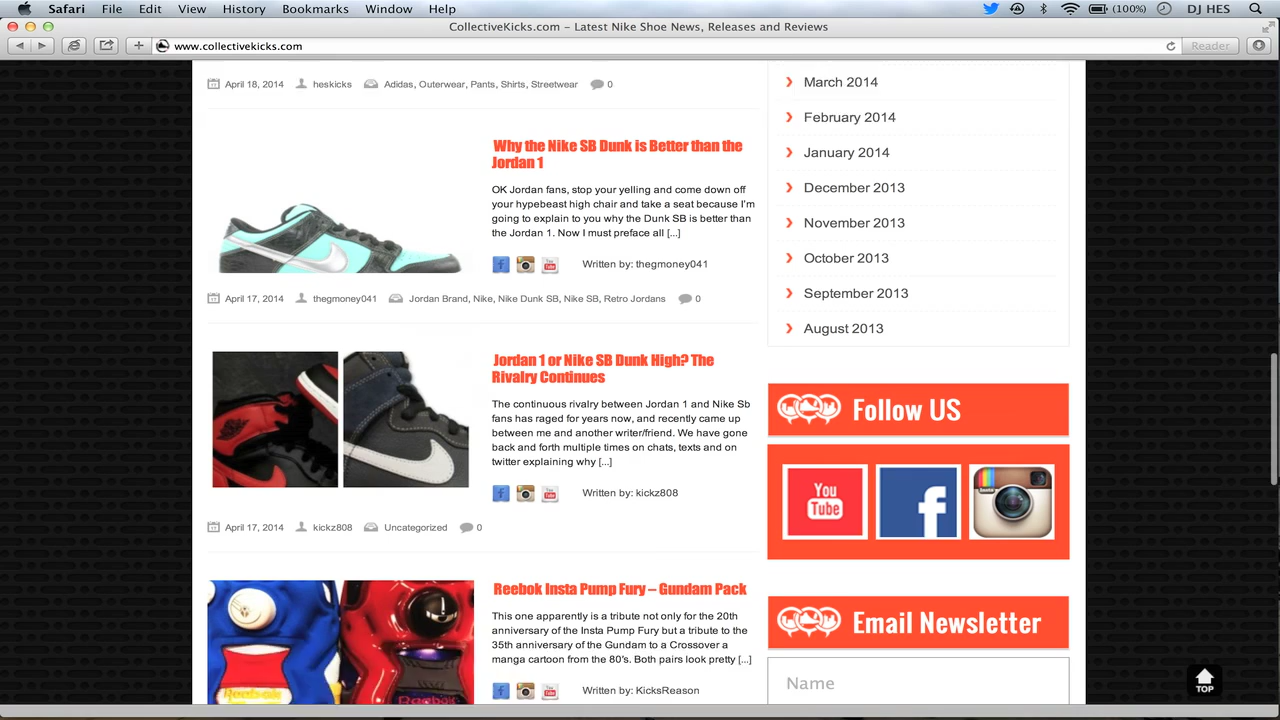 Safari File Edit View History Bookmarks Window Help (100%) DJ HES
CollectiveKicks.com – Latest Nike Shoe News, Releases and Reviews
www.collectivekicks.com Reader
April 18, 2014 heskicks Adidas, Outerwear, Pants, Shirts, Streetwear 0
Why the Nike SB Dunk is Better than the
Jordan 1
OK Jordan fans, stop your yelling and come down off
your hypebeast high chair and take a seat because I'm
going to explain to you why the Dunk SB is better than
the Jordan 1. Now I must preface all [...]
You Tube
Written by: thegmoney041
April 17, 2014 thegmoney041 Jordan Brand, Nike, Nike Dunk SB, Nike SB, Retro Jordans 0
Jordan 1 or Nike SB Dunk High? The
Rivalry Continues
The continuous rivalry between Jordan 1 and Nike Sb
fans has raged for years now, and recently came up
between me and another writer/friend. We have gone
back and forth multiple times on chats, texts and on
twitter explaining why [...]
You Tube
Written by: kickz808
April 17, 2014 kickz808 Uncategorized 0
Reebok Insta Pump Fury – Gundam Pack
This one apparently is a tribute not only for the 20th
anniversary of the Insta Pump Fury but a tribute to the
35th anniversary of the Gundam to a Crossover a
manga cartoon from the 80's. Both pairs look pretty [...]
You Tube
Written by: KicksReason
Reebok
Reebok
March 2014
February 2014
January 2014
December 2013
November 2013
October 2013
September 2013
August 2013
Follow US
You
Tube
f
Email Newsletter
Name
TOP